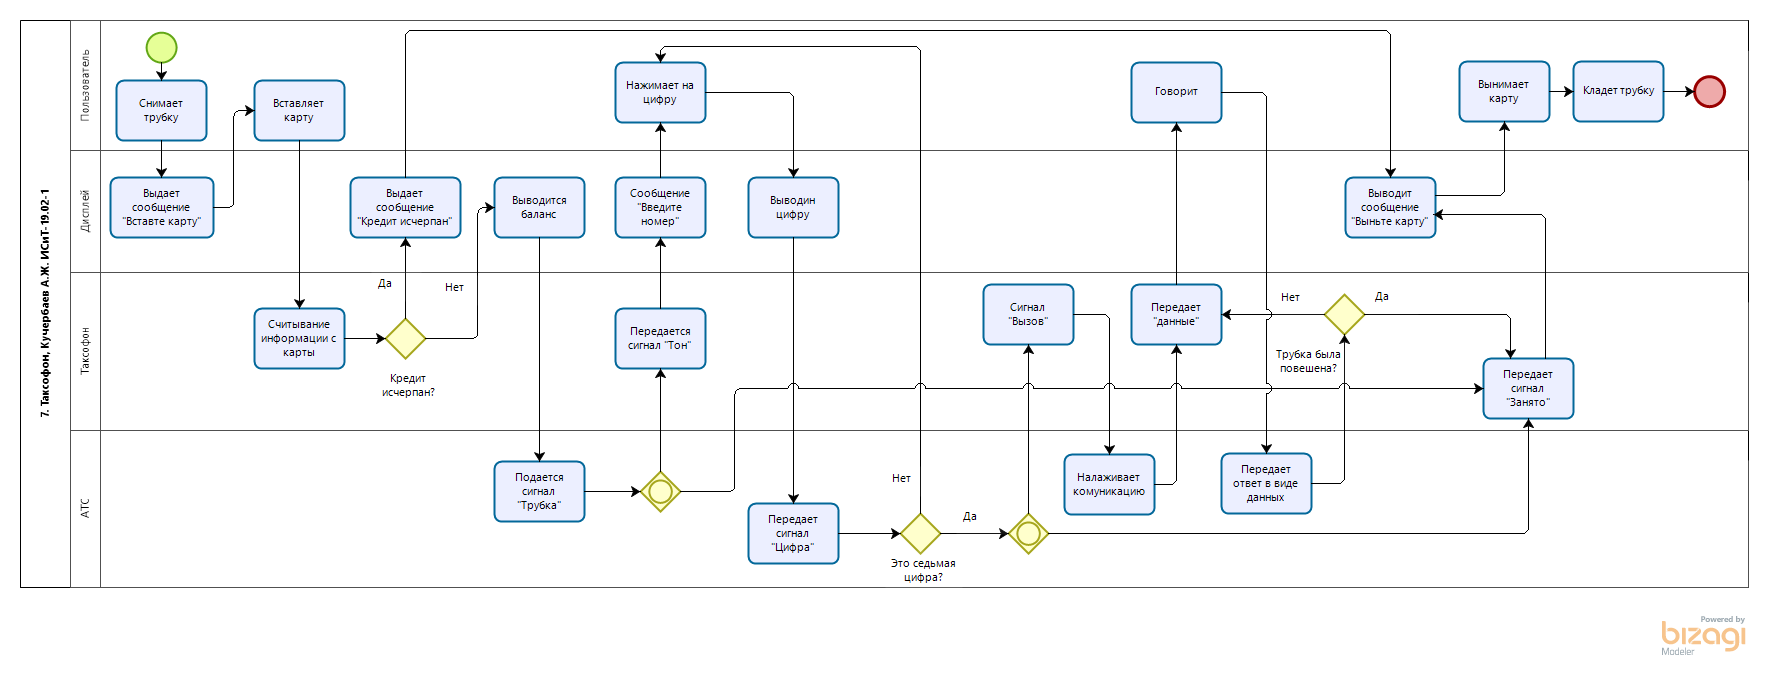 7. Таксофон, Кучербаев А.Ж. ИСиТ-19.02-1
Пользователь
Снимает
трубку
Вставляет
карту
Нажимает на
цифру
Говорит
Вынимает
карту
Кладет трубку
Дисплей
Выдает
сообщение
"Вставте карту"
Выдает
сообщение
"Кредит исчерпан"
Выводится
баланс
Сообщение
"Введите
номер"
Выводин
цифру
Выводит
сообщение
"Выньте карту"
Таксофон
Считывание
информации с
карты
Да
Нет
Кредит
исчерпан?
Передается
сигнал "Тон"
Сигнал
"Вызов"
Передает
"данные"
Нет
Да
Трубка была
повешена?
Передает
сигнал
"Занято"
АТС
Подается
сигнал
"Трубка"
Передает
сигнал
"Цифра"
Нет
Да
Это седьмая
цифра?
Налаживает
комуникацию
Передает
ответ в виде
данных
Powered by
bizagi
Modeler